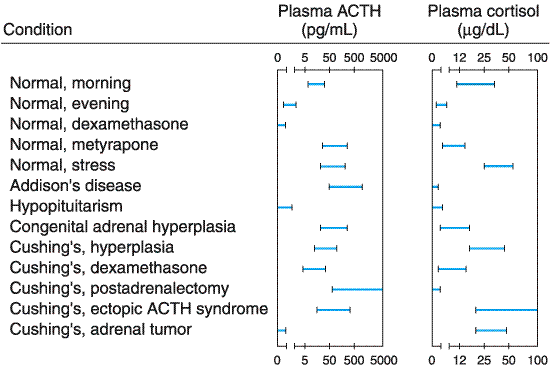 Plasma ACTH Plasma cortisol
Condition (pg/mL) (µg/dL)
0 5 50 500 5000 0 12 25 50 100
Normal, morning
Normal, evening
Normal, dexamethasone
Normal, metyrapone
Normal, stress
Addison's disease
Hypopituitarism
Congenital adrenal hyperplasia
Cushing's, hyperplasia
Cushing's, dexamethasone
Cushing's, postadrenalectomy
Cushing's, ectopic ACTH syndrome
Cushing's, adrenal tumor
0 5 50 500 5000 0 12 25 50 100